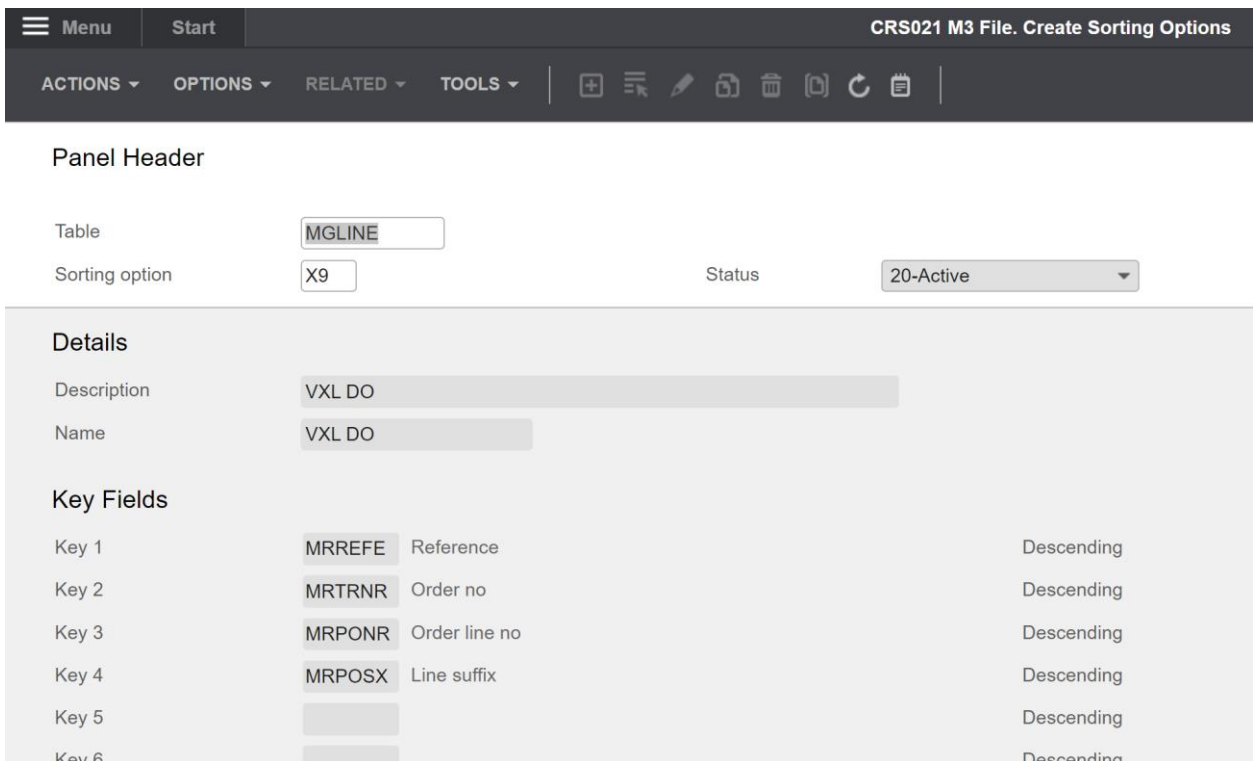 Menu Start CRS021 M3 File. Create Sorting Options
ACTIONS OPTIONS RELATED TOOLS
Panel Header
Table MGLINE
Sorting option X9 Status 20-Active
Details
Description VXL DO
Name VXL DO
Key Fields
Key 1 MRREFE Reference Descending
Key 2 MRTRNR Order no Descending
Key 3 MRPONR Order line no Descending
Key 4 MRPOSX Line suffix Descending
Key 5 Descending
Key 6 Descending